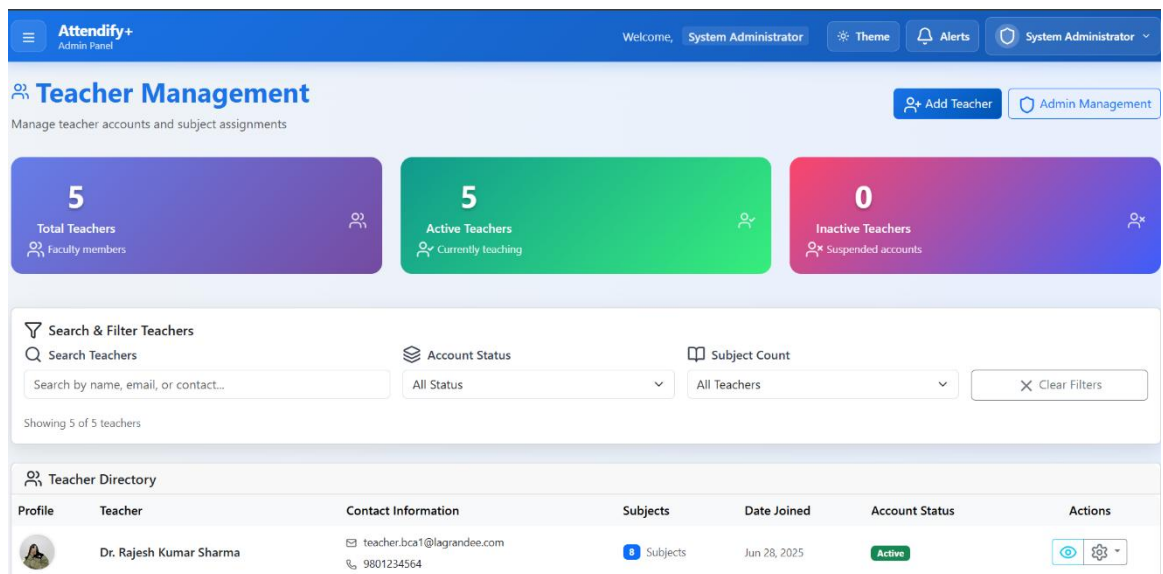 Attendify+
Admin Panel
Welcome, System Administrator
Theme
Alerts
System Administrator
Teacher Management
Manage teacher accounts and subject assignments
Add Teacher
Admin Management
5
Total Teachers
Faculty members
5
Active Teachers
Currently teaching
0
Inactive Teachers
Suspended accounts
Search & Filter Teachers
Search Teachers
Account Status
Subject Count
Search by name, email, or contact...
All Status
All Teachers
Clear Filters
Showing 5 of 5 teachers
Teacher Directory
Profile Teacher Contact Information Subjects Date Joined Account Status Actions
Dr. Rajesh Kumar Sharma
teacher.bca1@lagrandee.com
9801234564
8 Subjects
Jun 28, 2025
Active